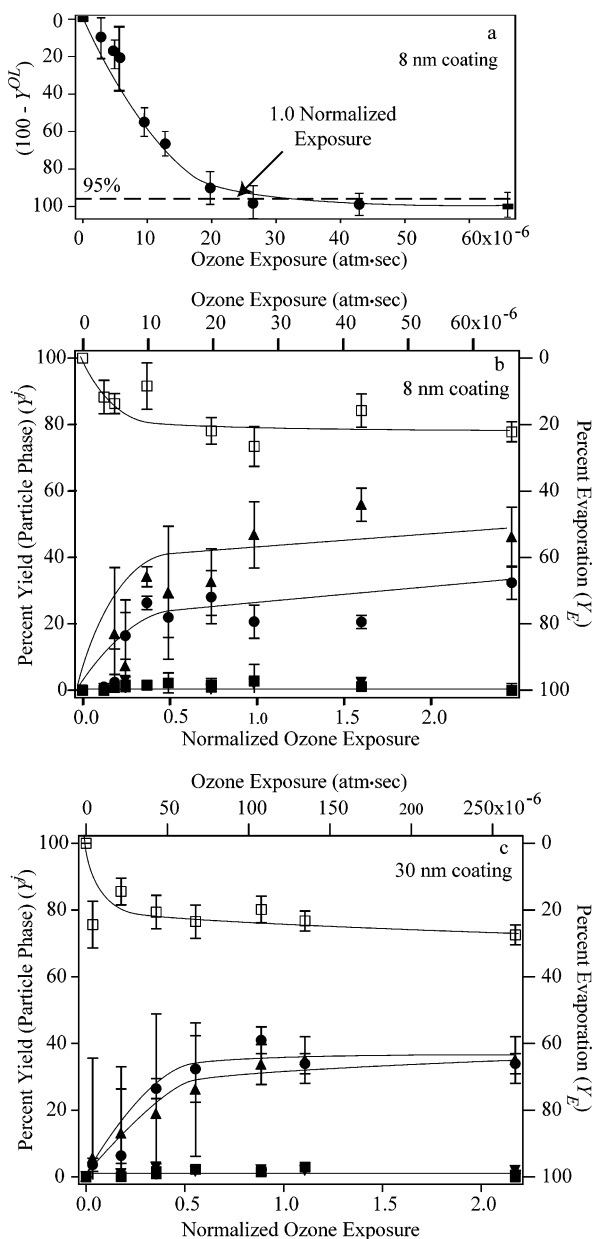 a
8 nm coating
0
20
40
60
80
100
(100 - Y^OL)
1.0 Normalized
Exposure
95%
0 10 20 30 40 50 60x10^-6
Ozone Exposure (atm•sec)
Ozone Exposure (atm•sec)
0 10 20 30 40 50 60x10^-6
b
8 nm coating
100
80
60
40
20
0
Percent Yield (Particle Phase) (Y^j)
0
20
40
60
80
100
Percent Evaporation (Y_E)
0.0 0.5 1.0 1.5 2.0
Normalized Ozone Exposure
Ozone Exposure (atm•sec)
0 50 100 150 200 250x10^-6
c
30 nm coating
100
80
60
40
20
0
Percent Yield (Particle Phase) (Y^j)
0
20
40
60
80
100
Percent Evaporation (Y_E)
0.0 0.5 1.0 1.5 2.0
Normalized Ozone Exposure